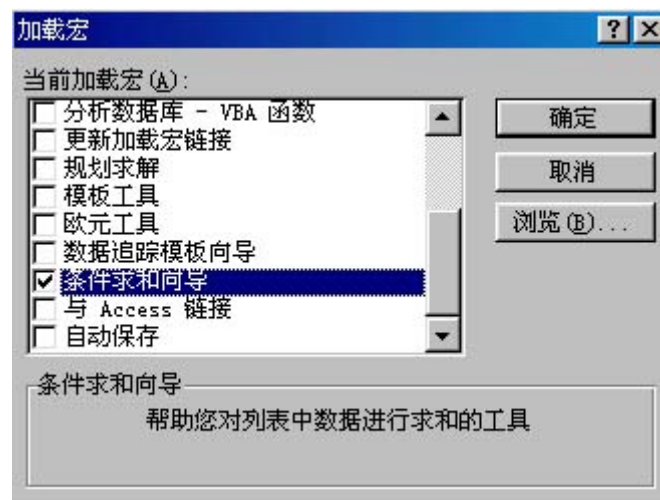 加载宏
当前加载宏(A):
分析数据库 - VBA 函数
更新加载宏链接
规划求解
模板工具
欧元工具
数据追踪模板向导
条件求和向导
与 Access 链接
自动保存
确定
取消
浏览(B)...
条件求和向导
帮助您对列表中数据进行求和的工具